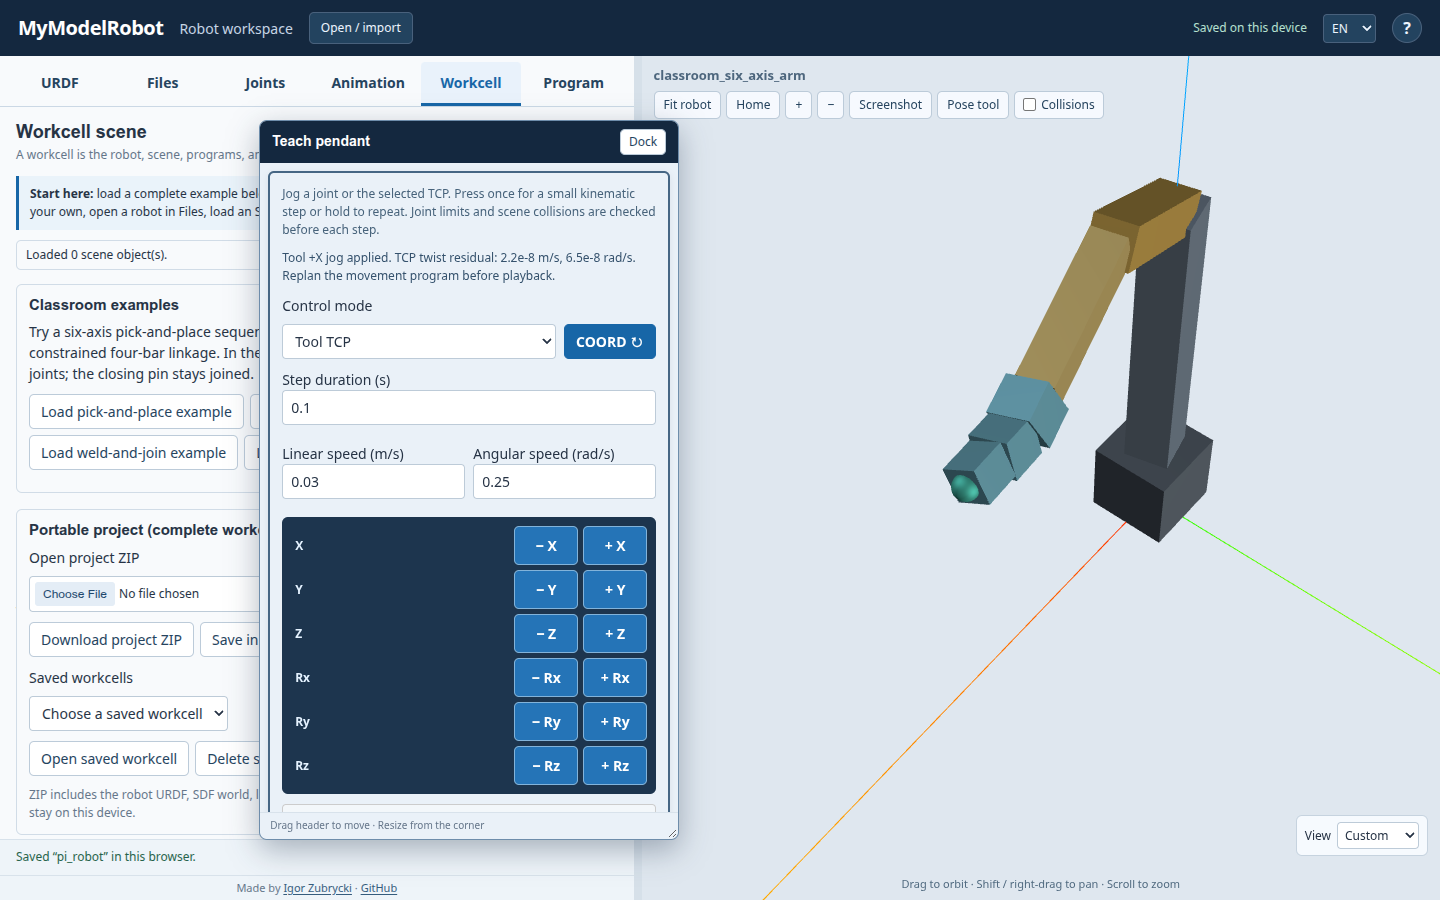 MyModelRobot
Robot workspace
Open / import
Saved on this device
EN
?
URDF
Files
Joints
Animation
Workcell
Program
Workcell scene
A workcell is the robot, scene, programs,
Start here: load a complete example
your own, open a robot in Files, load an
Loaded 0 scene object(s).
Classroom examples
Try a six-axis pick-and-place
constrained four-bar linkage. In the
joints; the closing pin stays joined.
Load pick-and-place example
Load weld-and-join example
Portable project (complete
Open project ZIP
Choose File No file chosen
Download project ZIP
Save in
Saved workcells
Choose a saved workcell
Open saved workcell
Delete
ZIP includes the robot URDF, SDF world,
stay on this device.
Saved “pi_robot” in this browser.
Made by Igor Zubrycki · GitHub
Teach pendant
Dock
Jog a joint or the selected TCP. Press once for a small kinematic
step or hold to repeat. Joint limits and scene collisions are checked
before each step.
Tool +X jog applied. TCP twist residual: 2.2e-8 m/s, 6.5e-8 rad/s.
Replan the movement program before playback.
Control mode
Tool TCP
COORD ↻
Step duration (s)
0.1
Linear speed (m/s)
Angular speed (rad/s)
0.03
0.25
X − X + X
Y − Y + Y
Z − Z + Z
Rx − Rx + Rx
Ry − Ry + Ry
Rz − Rz + Rz
Drag header to move · Resize from the corner
classroom_six_axis_arm
Fit robot
Home
+
−
Screenshot
Pose tool
Collisions
View
Custom
Drag to orbit · Shift / right-drag to pan · Scroll to zoom